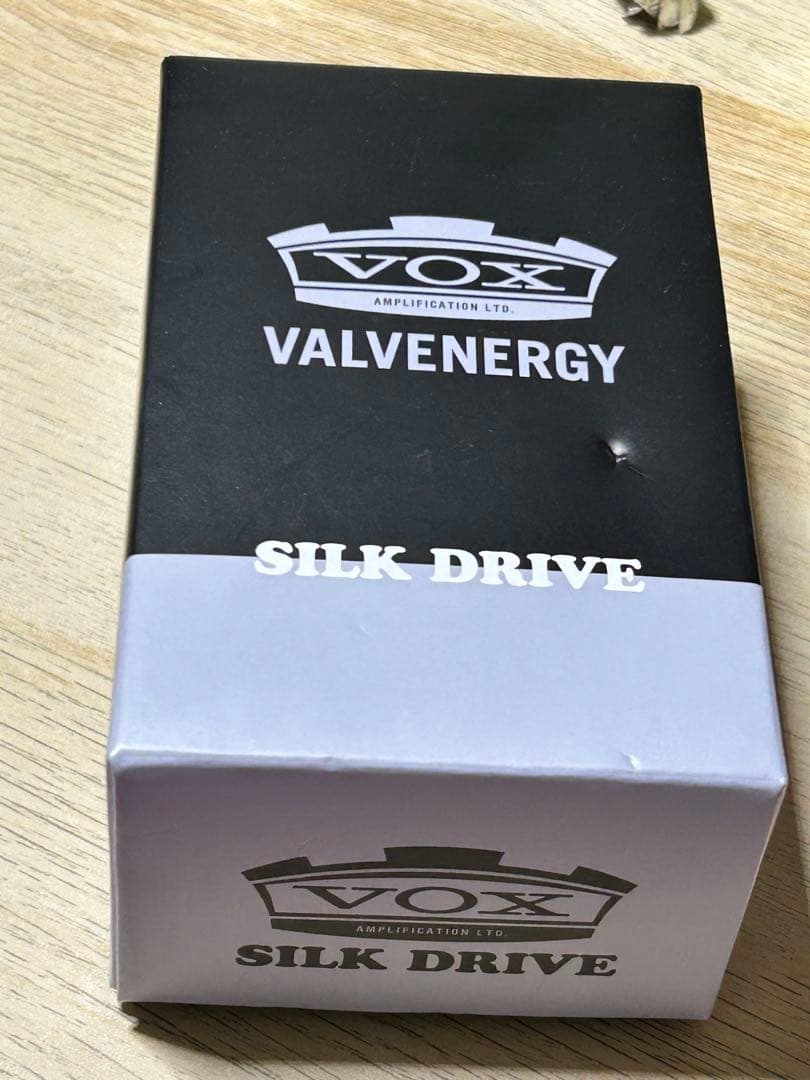 VOX
AMPLIFICATION LTD.
VALVENERGY
SILK DRIVE
VOX
AMPLIFICATION LTD.
SILK DRIVE